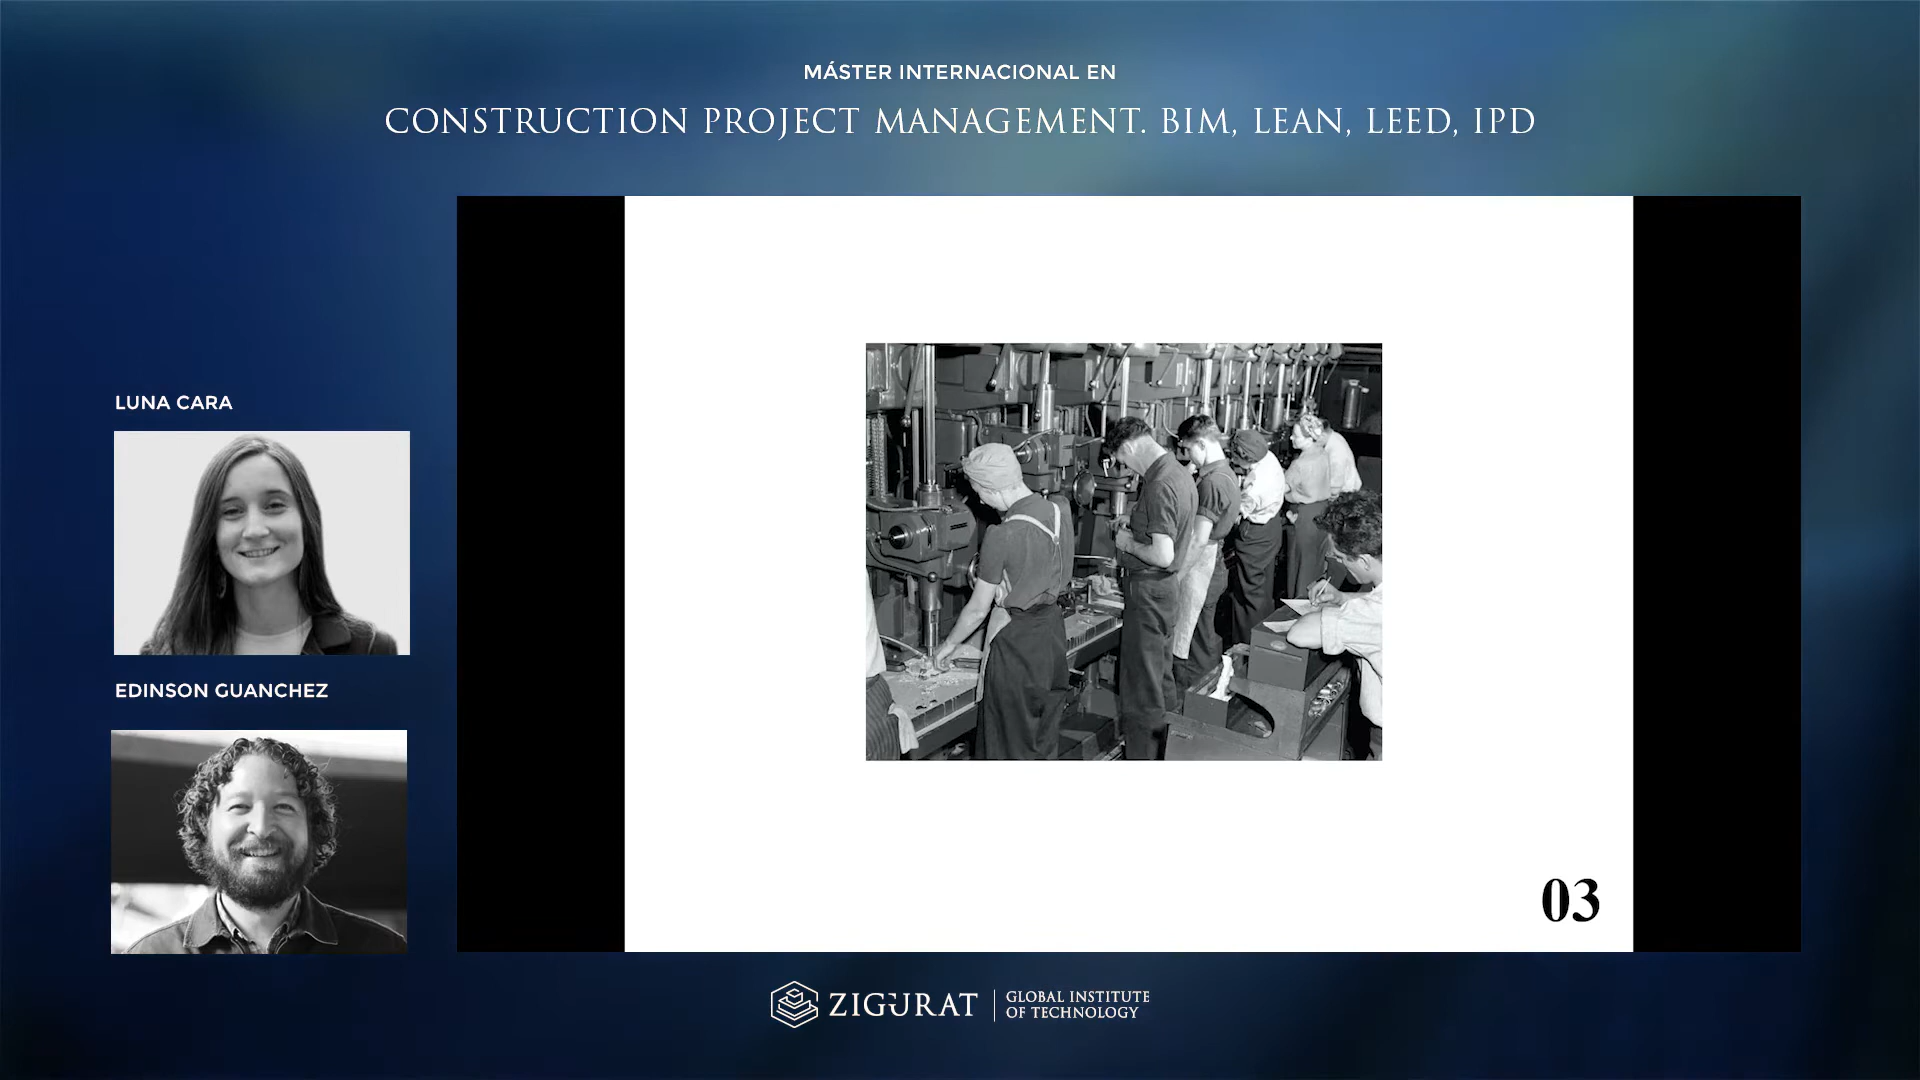 MÁSTER INTERNACIONAL EN
CONSTRUCTION PROJECT MANAGEMENT. BIM, LEAN, LEED, IPD
LUNA CARA
EDINSON GUANCHEZ
03
ZIGURAT
GLOBAL INSTITUTE
OF TECHNOLOGY